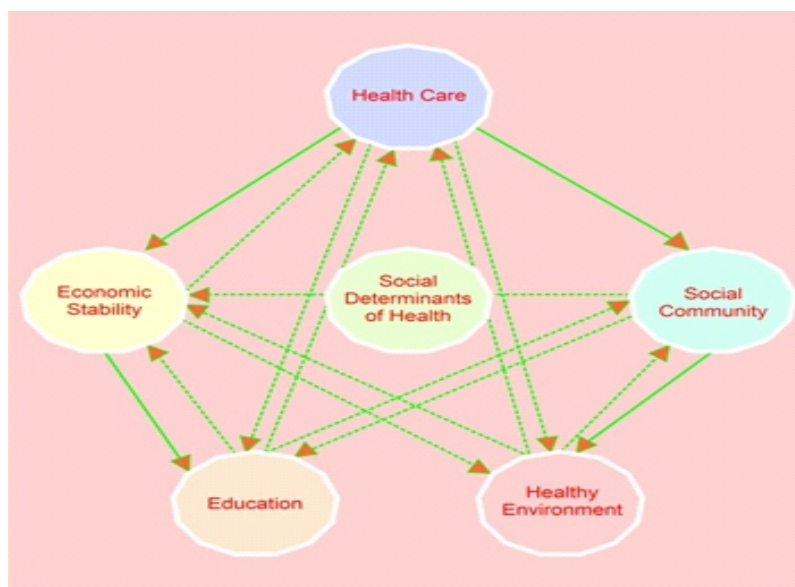 Health Care
Economic
Stability
Social
Determinants
of Health
Social
Community
Education
Healthy
Environment